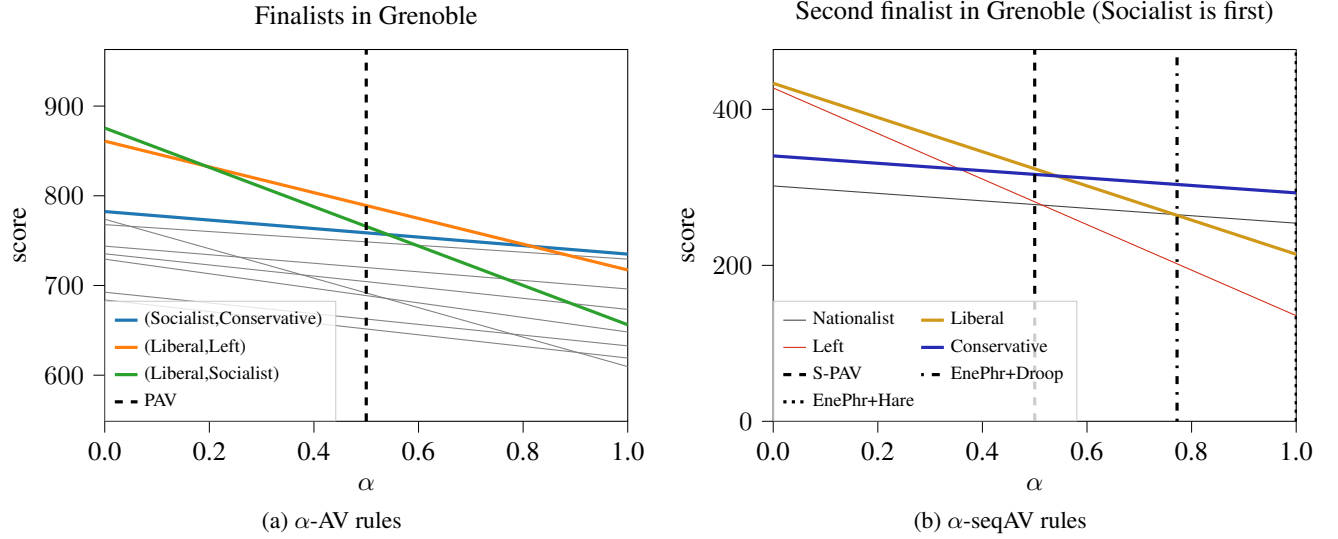 Finalists in Grenoble
900
800
700
600
score
0.0 0.2 0.4 0.6 0.8 1.0
α
(Socialist,Conservative)
(Liberal,Left)
(Liberal,Socialist)
PAV
(a) α-AV rules
Second finalist in Grenoble (Socialist is first)
400
200
0
score
0.0 0.2 0.4 0.6 0.8 1.0
α
Nationalist Liberal
Left Conservative
S-PAV EnePhr+Droop
EnePhr+Hare
(b) α-seqAV rules